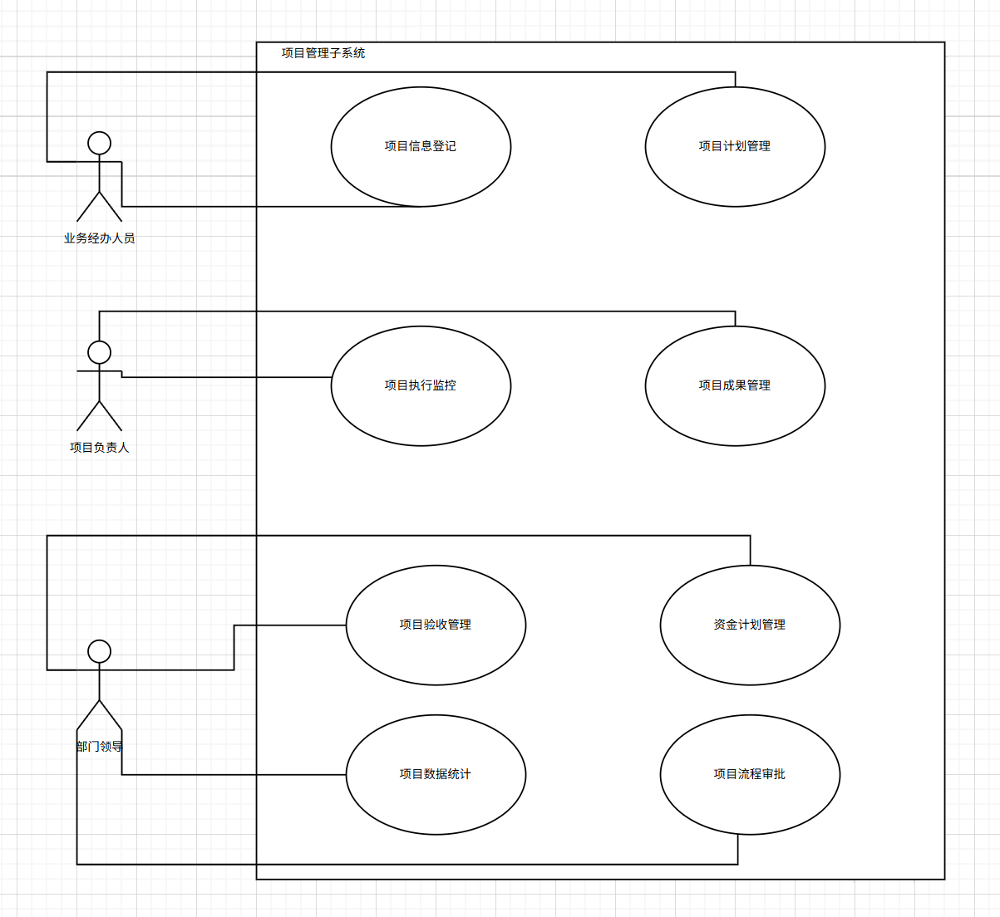 项目管理子系统
项目信息登记
项目计划管理
业务经办人员
项目执行监控
项目成果管理
项目负责人
项目验收管理
资金计划管理
部门领导
项目数据统计
项目流程审批